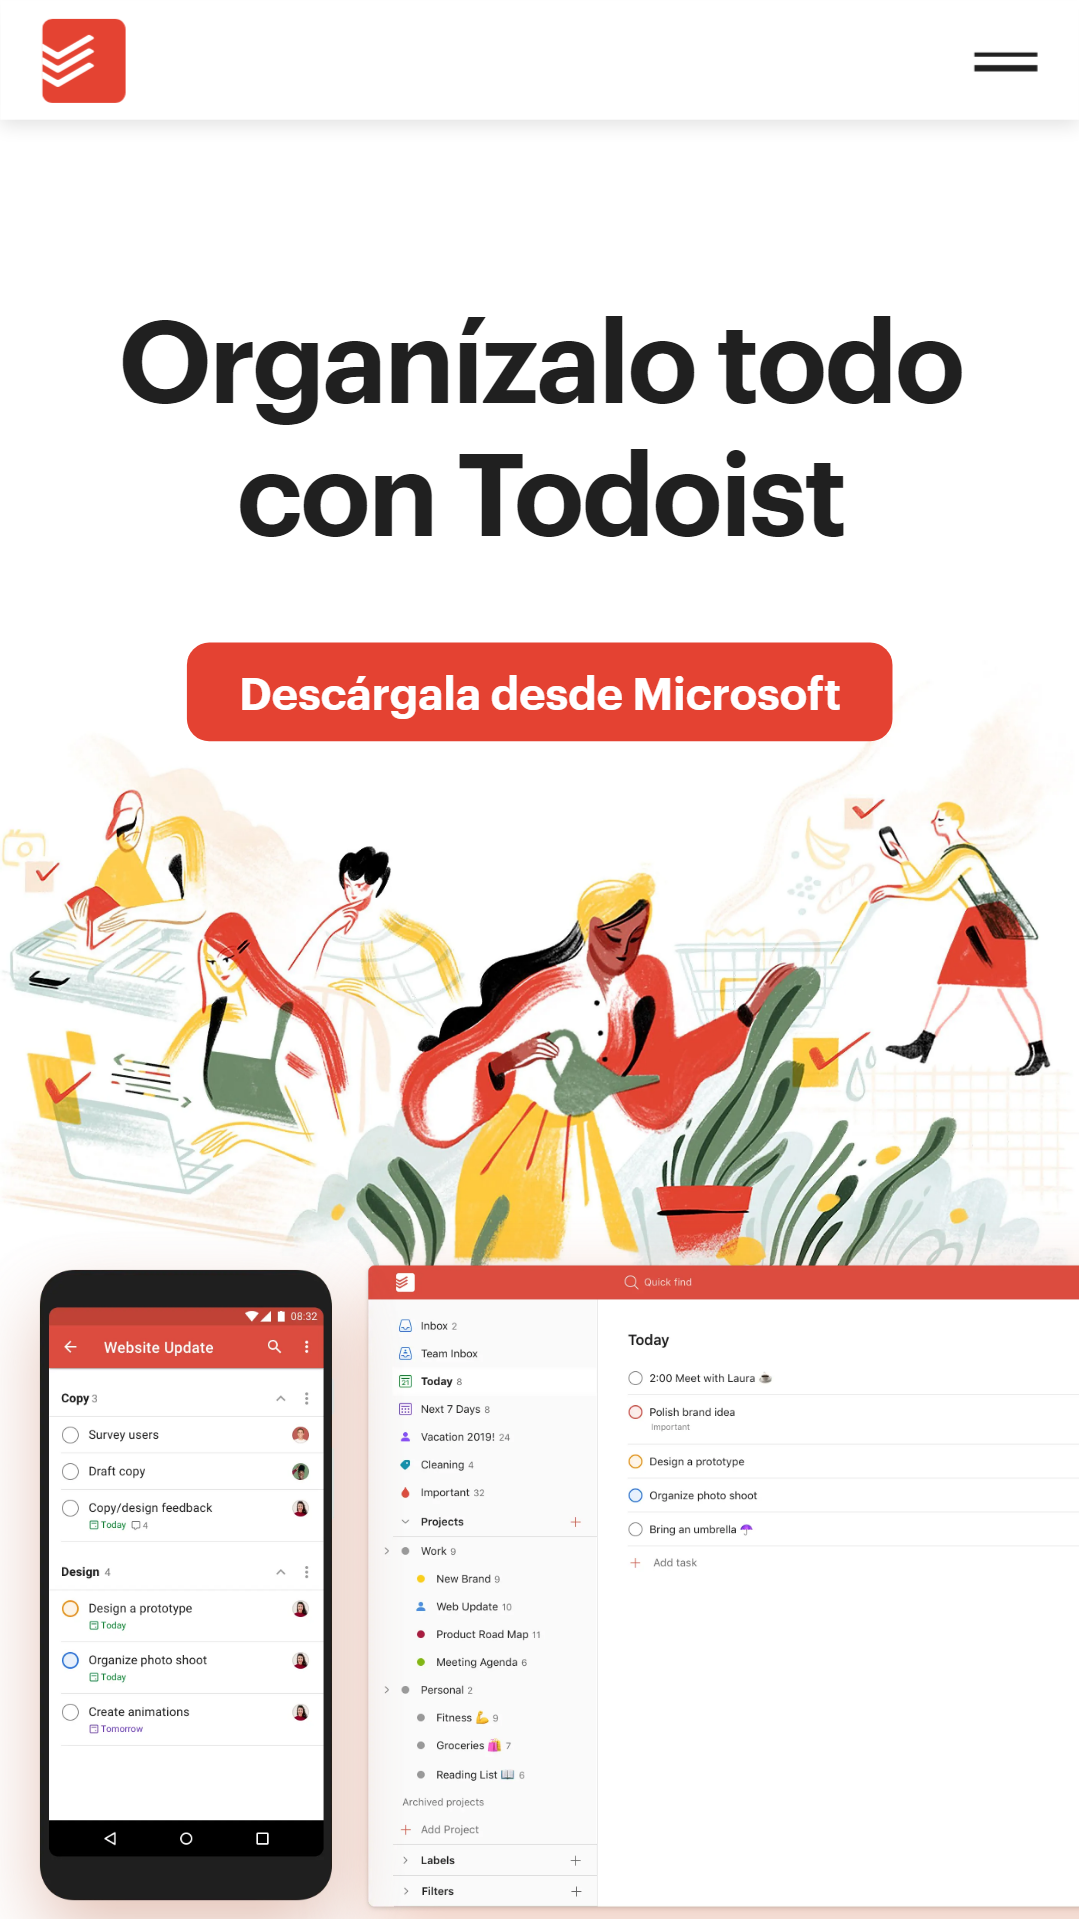 Organízalo todo
con Todoist
Descárgala desde Microsoft
08:32
Website Update
Copy 3
Survey users
Draft copy
Copy/design feedback
Today 4
Design 4
Design a prototype
Today
Organize photo shoot
Today
Create animations
Tomorrow
Quick find
Inbox 2
Team Inbox
21
Today 8
Next 7 Days 8
Vacation 2019! 24
Cleaning 4
Important 32
Projects
Work 9
New Brand 9
Web Update 10
Product Road Map 11
Meeting Agenda 6
Personal 2
Fitness 💪 9
Groceries 🛍️ 7
Reading List 📖 6
Archived projects
Add Project
Labels
Filters
Today
2:00 Meet with Laura ☕
Polish brand idea
Important
Design a prototype
Organize photo shoot
Bring an umbrella ☂️
Add task